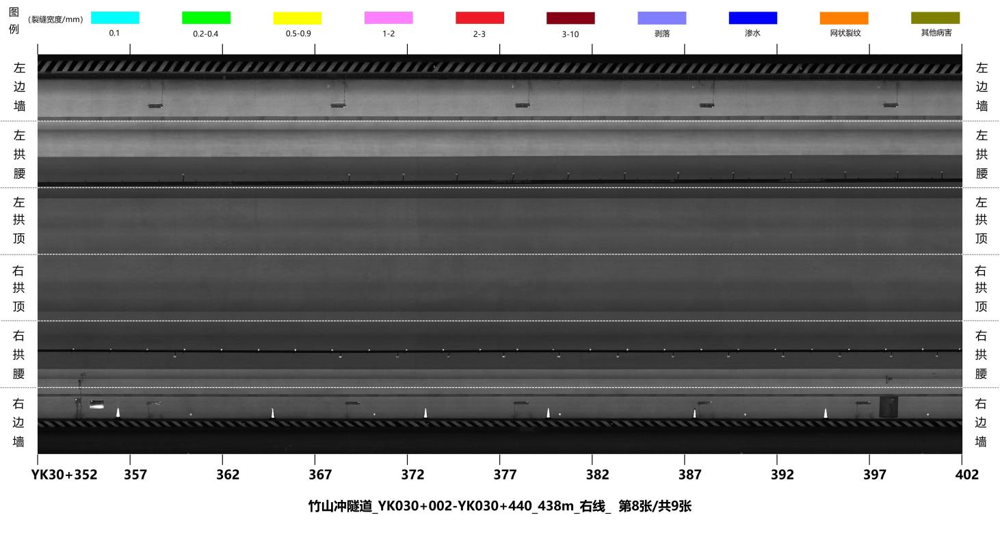 图例 (裂缝宽度/mm) 0.1 0.2-0.4 0.5-0.9 1-2 2-3 3-10 剥落 渗水 网状裂纹 其他病害
左边墙 左边墙
左拱腰 左拱腰
左拱顶 左拱顶
右拱顶 右拱顶
右拱腰 右拱腰
右边墙 右边墙
YK30+352 357 362 367 372 377 382 387 392 397 402
竹山冲隧道_YK030+002-YK030+440_438m_右线_ 第8张/共9张